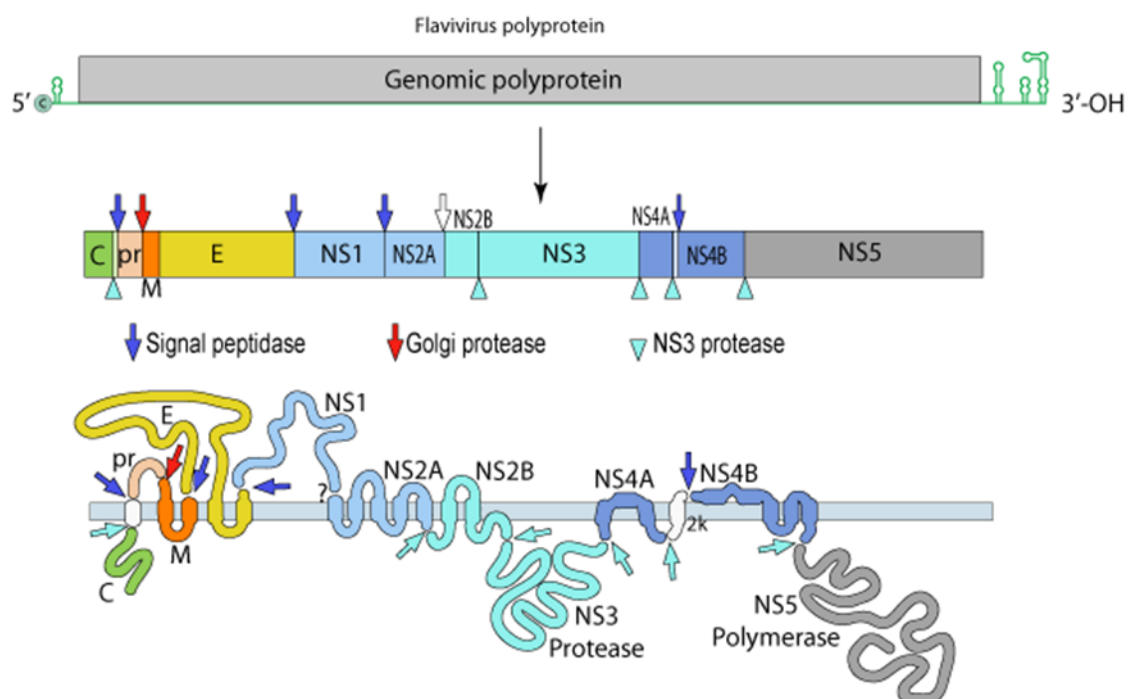 Flavivirus polyprotein
Genomic polyprotein
5′ C 3′-OH
NS2B NS4A
C pr E NS1 NS2A NS3 NS4B NS5
M
Signal peptidase Golgi protease NS3 protease
E NS1
pr NS2A NS2B NS4A NS4B
?
2k
M
C
NS5
NS3 Polymerase
Protease